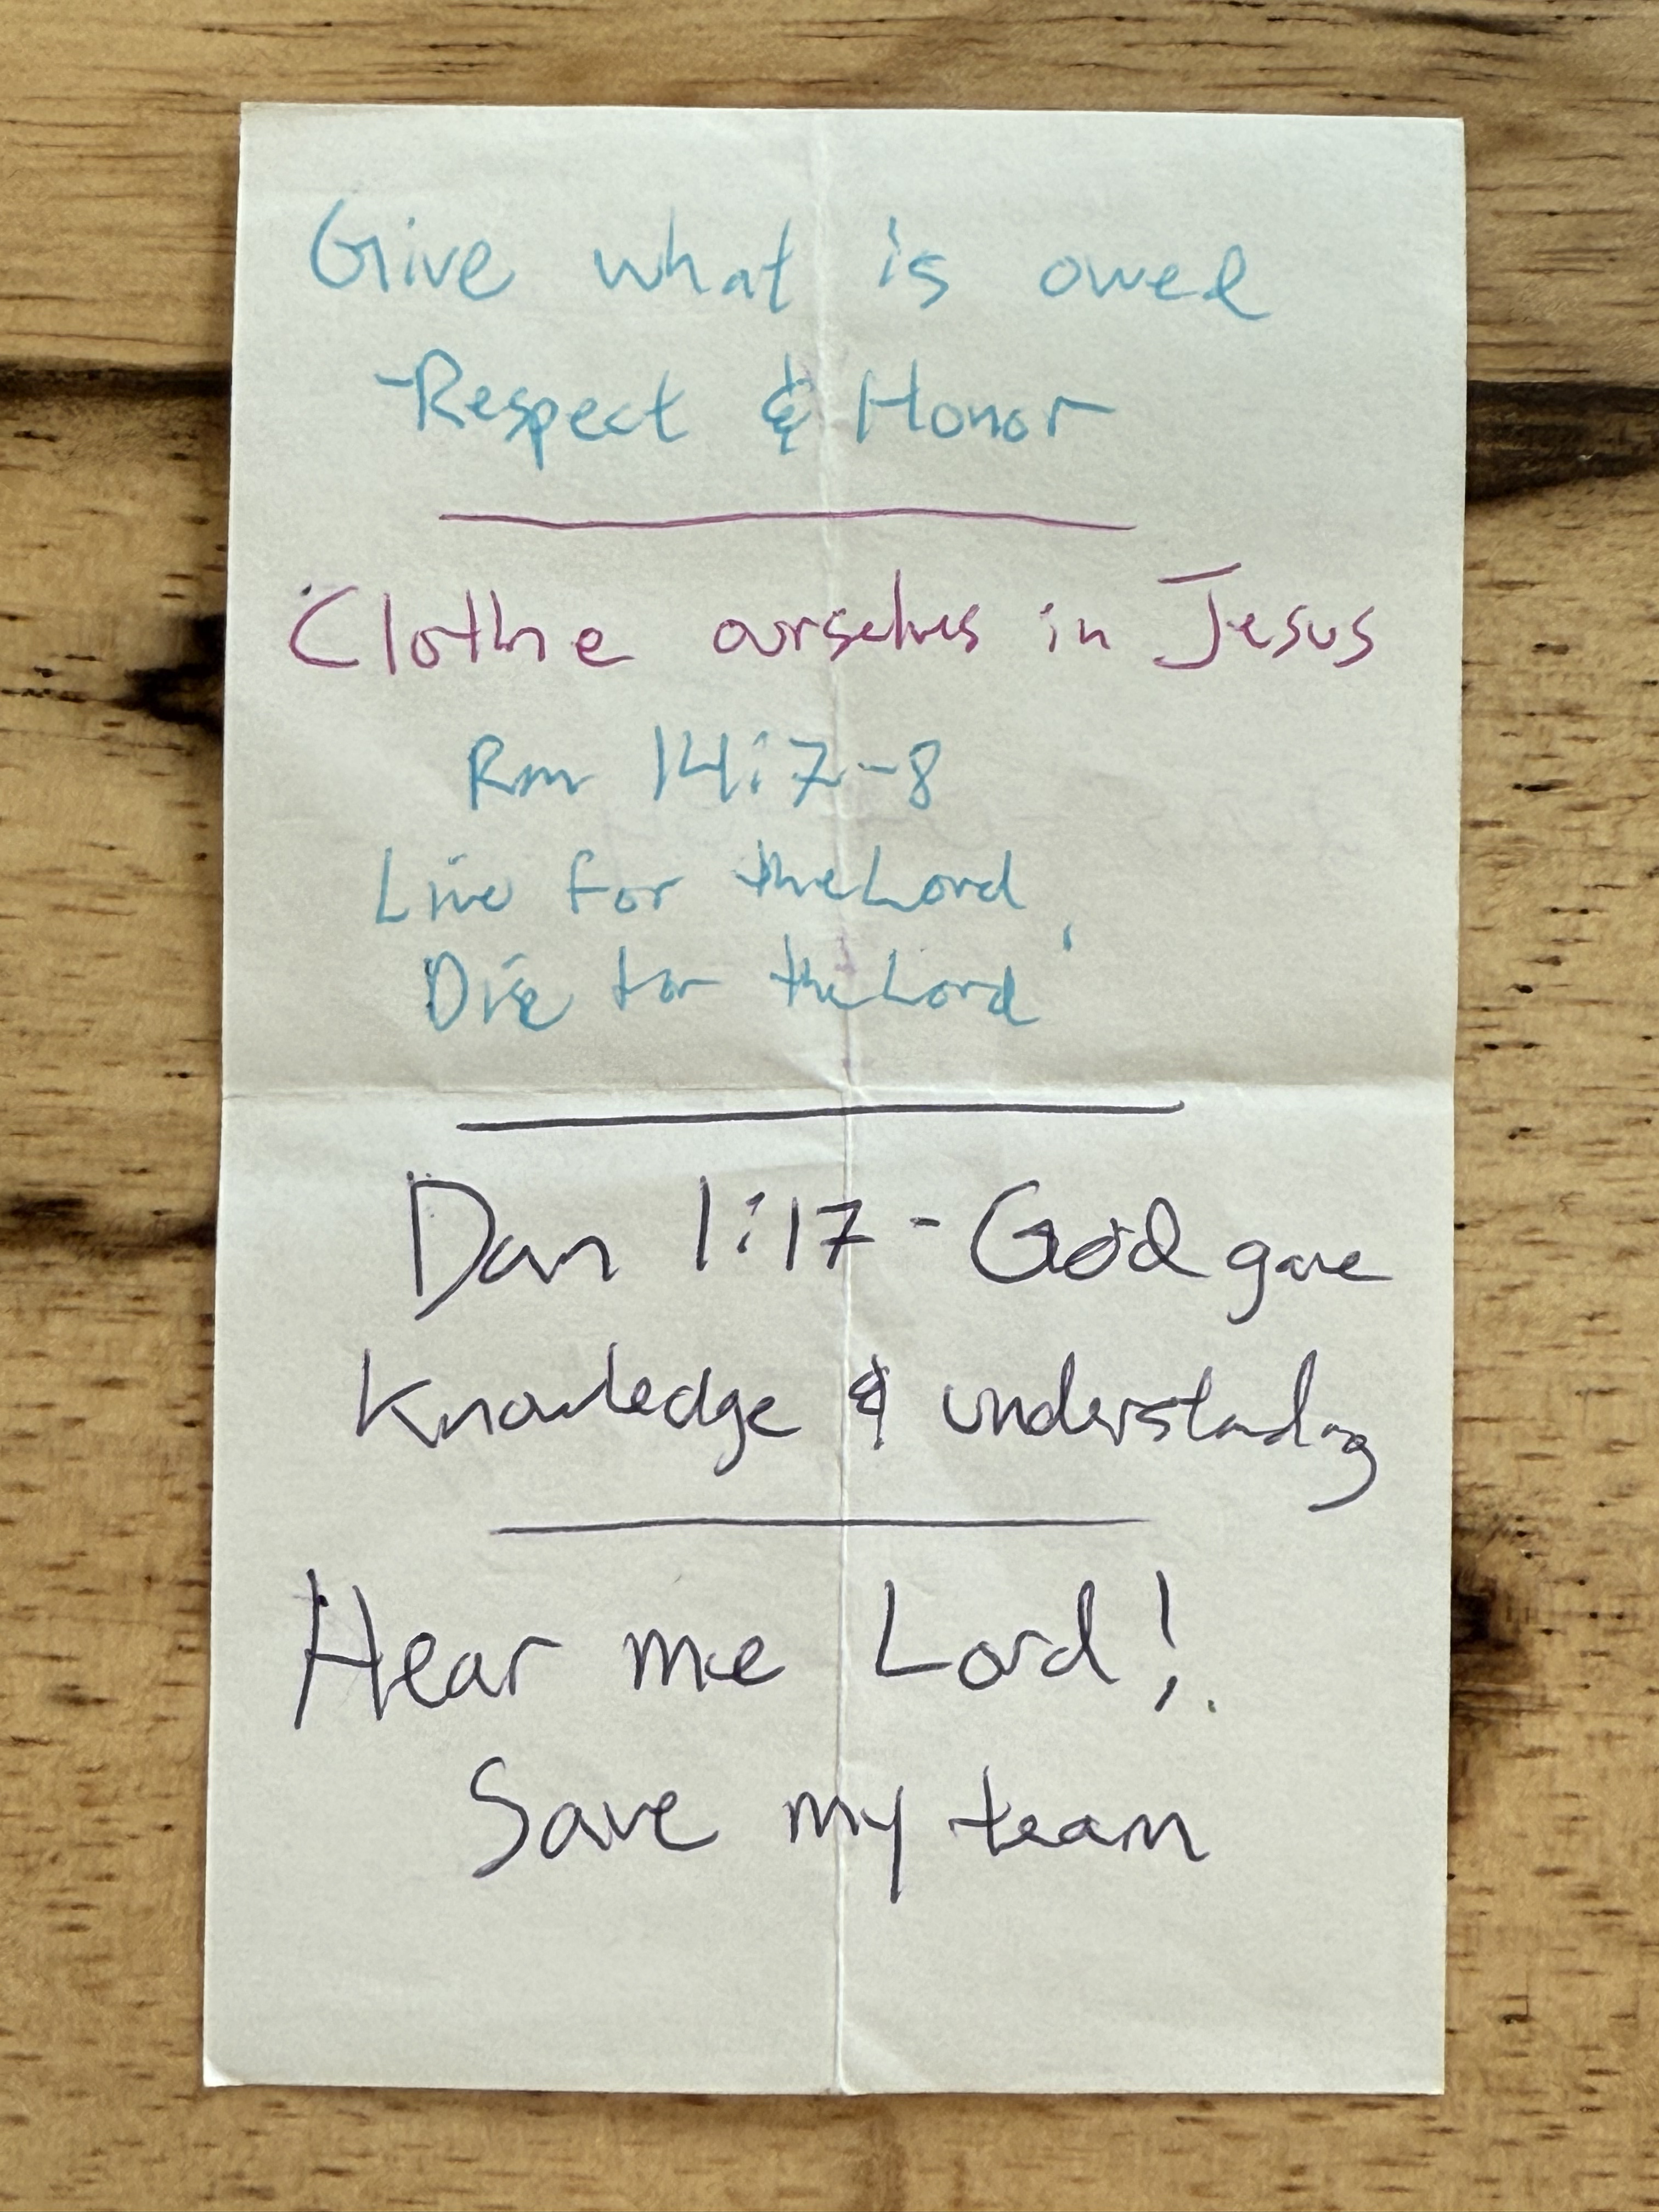 Give what is owed
-Respect & Honor
Clothe ourselves in Jesus
Rm 14:7-8
Live for the Lord,
Die for the Lord
Dan 1:17 - God gave
Knowledge & understanding
Hear me Lord!
Save my team